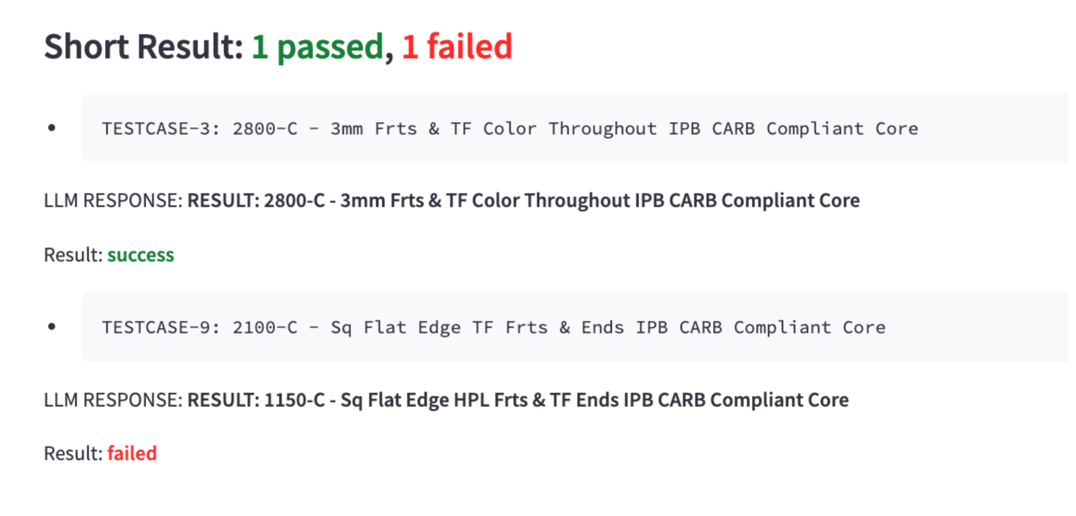 Short Result: 1 passed, 1 failed
• TESTCASE-3: 2800-C - 3mm Frts & TF Color Throughout IPB CARB Compliant Core
LLM RESPONSE: RESULT: 2800-C - 3mm Frts & TF Color Throughout IPB CARB Compliant Core
Result: success
• TESTCASE-9: 2100-C - Sq Flat Edge TF Frts & Ends IPB CARB Compliant Core
LLM RESPONSE: RESULT: 1150-C - Sq Flat Edge HPL Frts & TF Ends IPB CARB Compliant Core
Result: failed